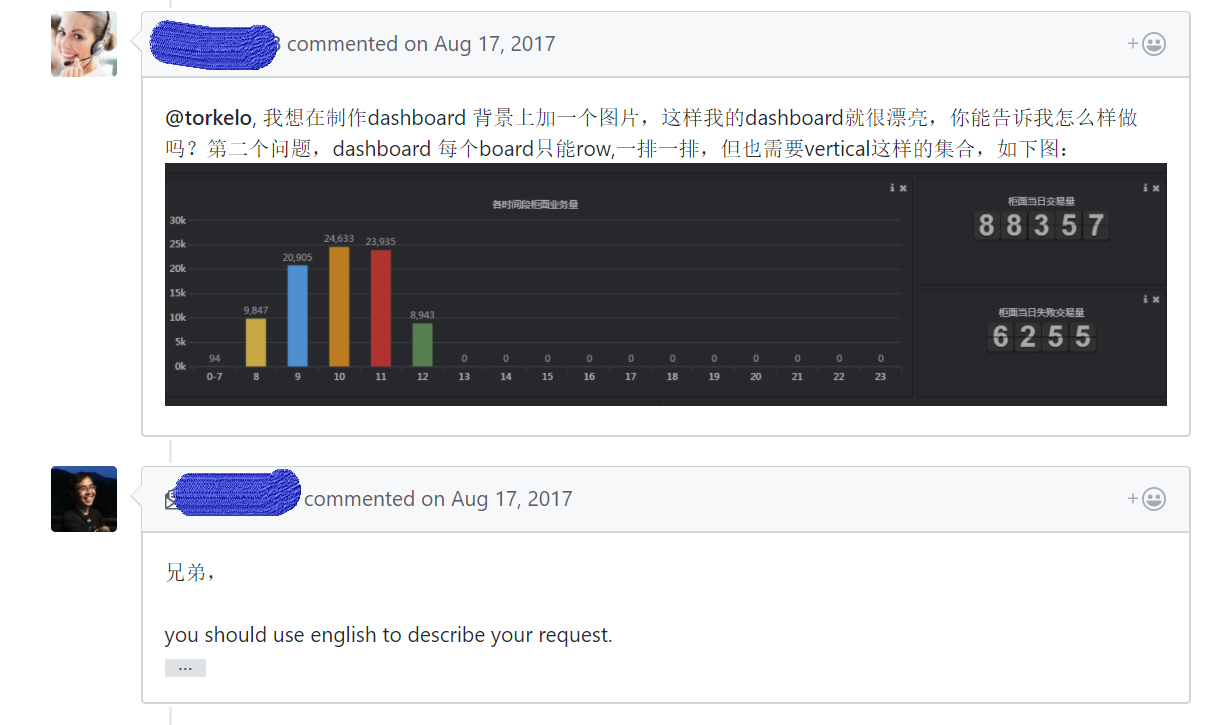 commented on Aug 17, 2017
@torkelo, 我想在制作dashboard 背景上加一个图片，这样我的dashboard就很漂亮，你能告诉我怎么样做
吗？第二个问题，dashboard 每个board只能row,一排一排，但也需要vertical这样的集合，如下图：
各时间段柜面业务量
30k
25k
20k
15k
10k
5k
0k
94 9,847 20,905 24,633 23,935 8,943 0 0 0 0 0 0 0 0 0 0 0
0-7 8 9 10 11 12 13 14 15 16 17 18 19 20 21 22 23
柜面当日交易量
88357
柜面当日失败交易量
6255
commented on Aug 17, 2017
兄弟，
you should use english to describe your request.
...